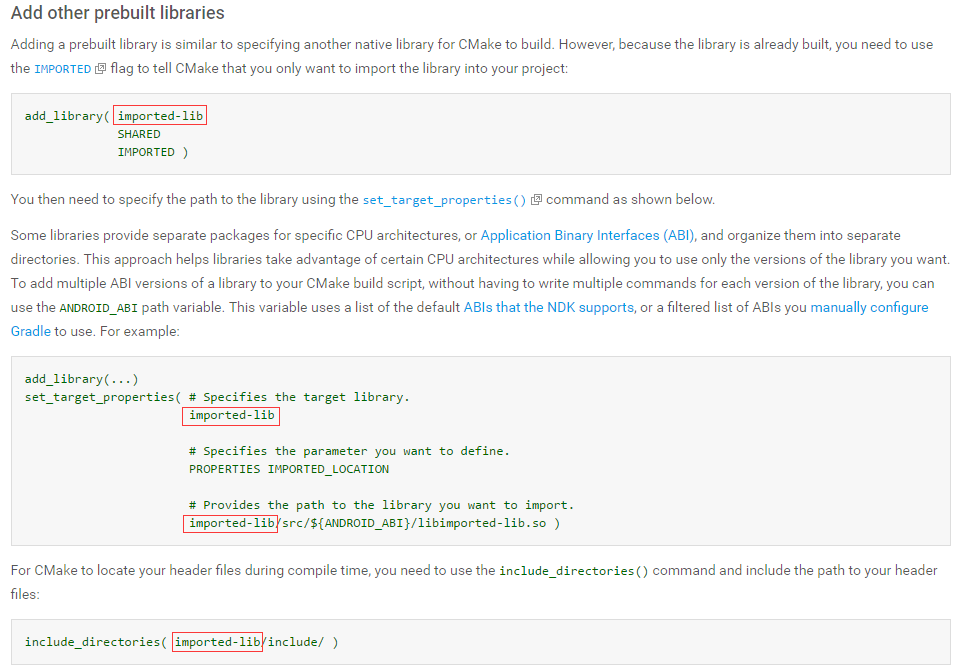 Add other prebuilt libraries
Adding a prebuilt library is similar to specifying another native library for CMake to build. However, because the library is already built, you need to use
the IMPORTED flag to tell CMake that you only want to import the library into your project:
add_library( imported-lib
SHARED
IMPORTED )
You then need to specify the path to the library using the set_target_properties() command as shown below.
Some libraries provide separate packages for specific CPU architectures, or Application Binary Interfaces (ABI), and organize them into separate
directories. This approach helps libraries take advantage of certain CPU architectures while allowing you to use only the versions of the library you want.
To add multiple ABI versions of a library to your CMake build script, without having to write multiple commands for each version of the library, you can
use the ANDROID_ABI path variable. This variable uses a list of the default ABIs that the NDK supports, or a filtered list of ABIs you manually configure
Gradle to use. For example:
add_library(...)
set_target_properties( # Specifies the target library.
imported-lib
# Specifies the parameter you want to define.
PROPERTIES IMPORTED_LOCATION
# Provides the path to the library you want to import.
imported-lib/src/${ANDROID_ABI}/libimported-lib.so )
For CMake to locate your header files during compile time, you need to use the include_directories() command and include the path to your header
files:
include_directories( imported-lib/include/ )